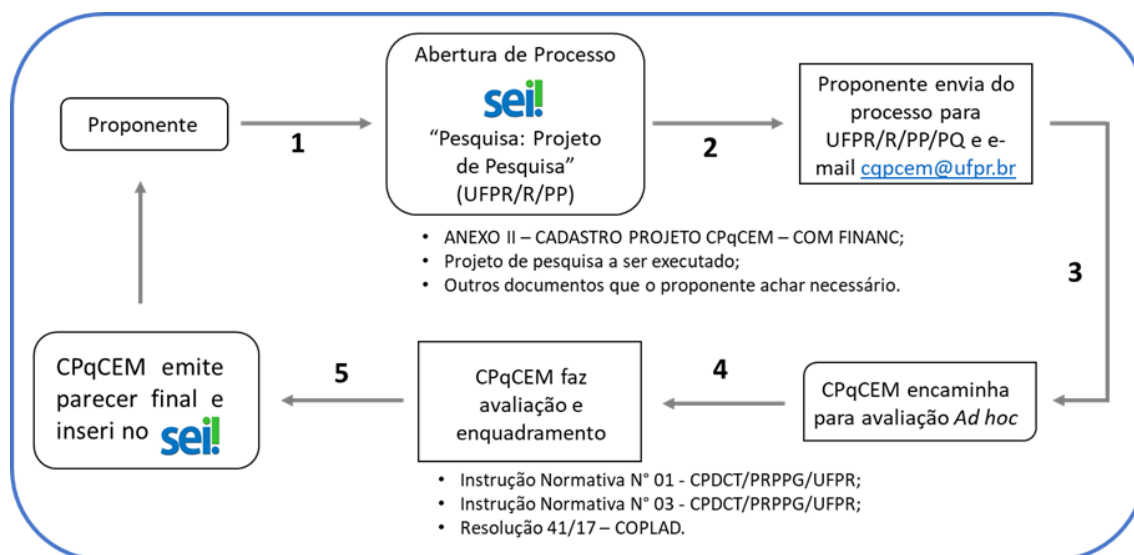 Proponente
1
Abertura de Processo
sei!
“Pesquisa: Projeto
de Pesquisa”
(UFPR/R/PP)
2
Proponente envia do
processo para
UFPR/R/PP/PQ e e-
mail cqpcem@ufpr.br
• ANEXO II – CADASTRO PROJETO CPqCEM – COM FINANC;
• Projeto de pesquisa a ser executado;
• Outros documentos que o proponente achar necessário.
3
CPqCEM encaminha
para avaliação Ad hoc
4
CPqCEM faz
avaliação e
enquadramento
• Instrução Normativa N° 01 - CPDCT/PRPPG/UFPR;
• Instrução Normativa N° 03 - CPDCT/PRPPG/UFPR;
• Resolução 41/17 – COPLAD.
5
CPqCEM emite
parecer final e
inseri no sei!